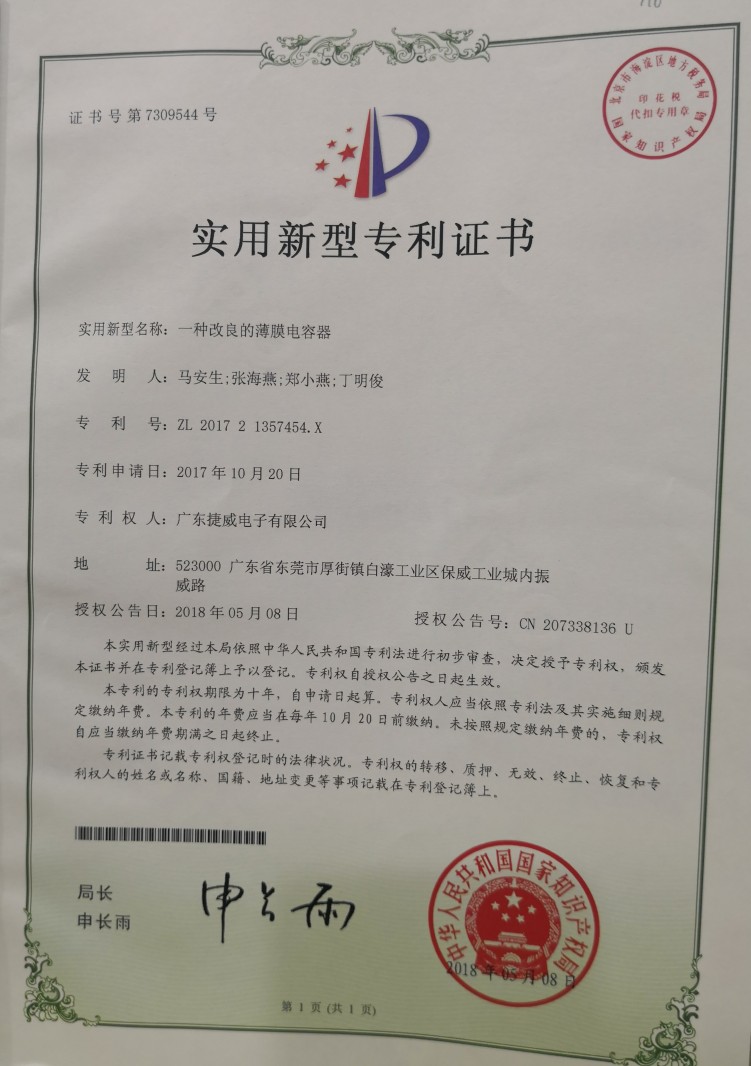 证书号第7309544号
北京市海淀区地方税务局
印花税
代扣专用章
国家知识产权局
实用新型专利证书
实用新型名称：一种改良的薄膜电容器
发明人：马安生;张海燕;郑小燕;丁明俊
专利号：ZL 2017 2 1357454.X
专利申请日：2017年10月20日
专利权人：广东捷威电子有限公司
地址：523000 广东省东莞市厚街镇白濠工业区保威工业城内振
威路
授权公告日：2018年05月08日 授权公告号：CN 207338136 U
本实用新型经过本局依照中华人民共和国专利法进行初步审查，决定授予专利权，颁发
本证书并在专利登记簿上予以登记。专利权自授权公告之日起生效。
本专利的专利权期限为十年，自申请日起算。专利权人应当依照专利法及其实施细则规
定缴纳年费。本专利的年费应当在每年10月20日前缴纳。未按照规定缴纳年费的，专利权
自应当缴纳年费期满之日起终止。
专利证书记载专利权登记时的法律状况。专利权的转移、质押、无效、终止、恢复和专
利权人的姓名或名称、国籍、地址变更等事项记载在专利登记簿上。
局长
申长雨
申长雨
中华人民共和国国家知识产权局
2018年05月08日
第1页(共1页)